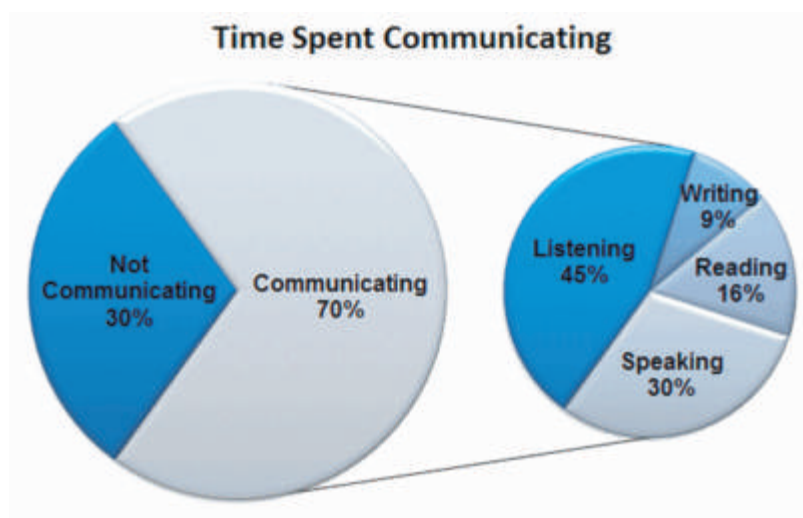 Time Spent Communicating
Not
Communicating
30%
Communicating
70%
Listening
45%
Writing
9%
Reading
16%
Speaking
30%